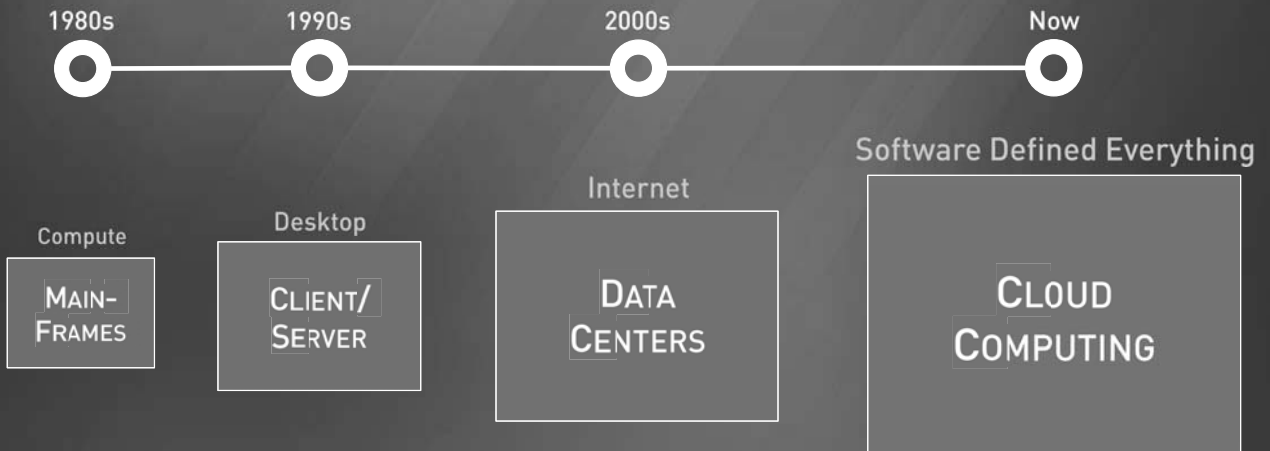 1980s
1990s
2000s
Now
Software Defined Everything
Internet
Desktop
Compute
MAIN-
FRAMES
CLIENT/
SERVER
DATA
CENTERS
CLOUD
COMPUTING